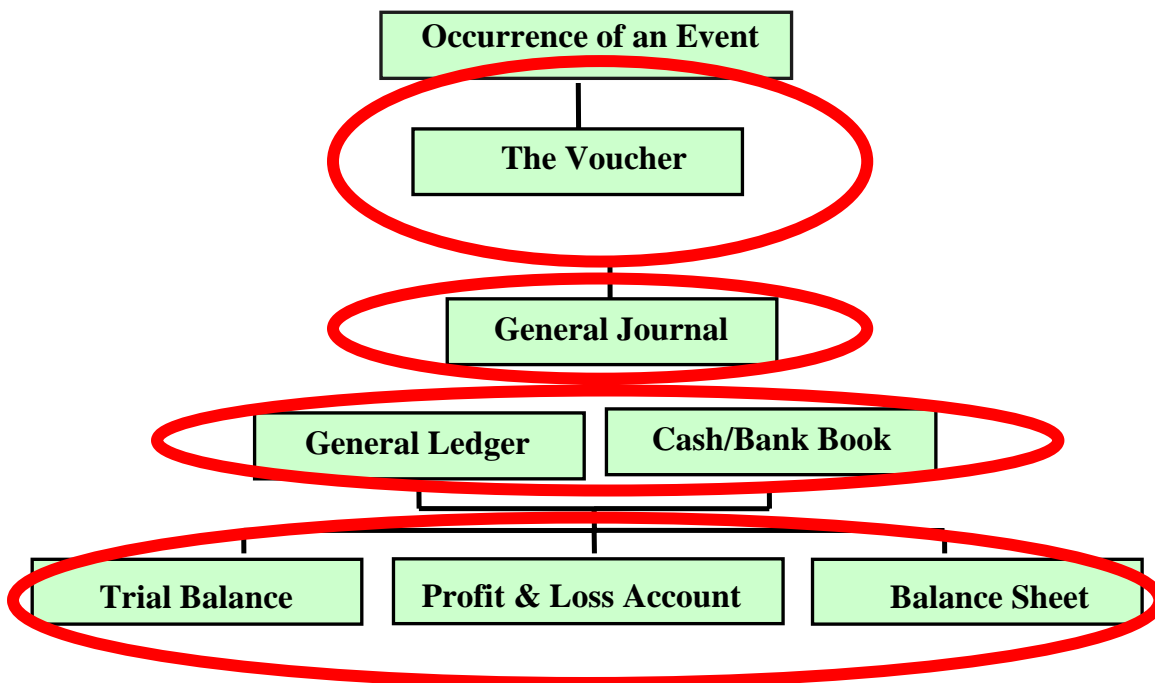 Occurrence of an Event
The Voucher
General Journal
General Ledger
Cash/Bank Book
Trial Balance
Profit & Loss Account
Balance Sheet